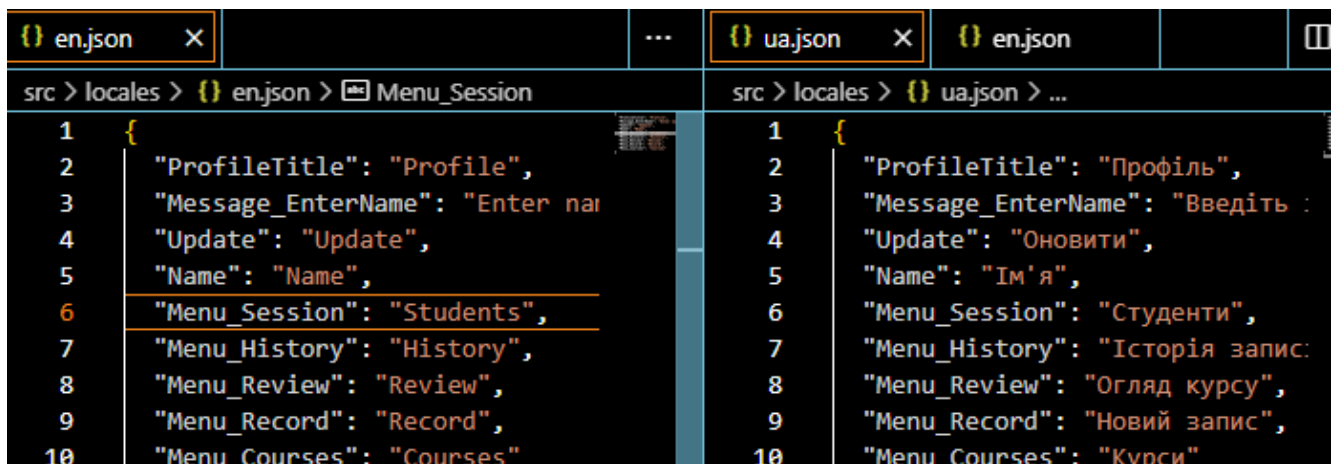 {} en.json ×
...
src > locales > {} en.json > abc Menu_Session
1 {
2 "ProfileTitle": "Profile",
3 "Message_EnterName": "Enter
4 "Update": "Update",
5 "Name": "Name",
6 "Menu_Session": "Students",
7 "Menu_History": "History",
8 "Menu_Review": "Review",
9 "Menu_Record": "Record",
10 "Menu_Courses": "Courses"
{} ua.json × {} en.json
src > locales > {} ua.json > ...
1 {
2 "ProfileTitle": "Профіль",
3 "Message_EnterName": "Введіть
4 "Update": "Оновити",
5 "Name": "Ім'я",
6 "Menu_Session": "Студенти",
7 "Menu_History": "Історія
8 "Menu_Review": "Огляд курсу",
9 "Menu_Record": "Новий запис",
10 "Menu_Courses": "Курси"